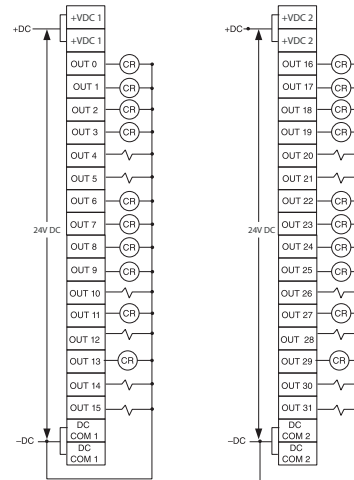 +VDC 1
+DC
+VDC 1
OUT 0 CR
OUT 1 CR
OUT 2 CR
OUT 3 CR
OUT 4
OUT 5
OUT 6 CR
OUT 7 CR
24V DC
OUT 8 CR
OUT 9 CR
OUT 10
OUT 11 CR
OUT 12
OUT 13 CR
OUT 14
OUT 15
DC
COM 1
–DC
DC
COM 1
+VDC 2
+DC
+VDC 2
OUT 16 CR
OUT 17 CR
OUT 18 CR
OUT 19 CR
OUT 20
OUT 21
OUT 22 CR
OUT 23 CR
24V DC
OUT 24 CR
OUT 25 CR
OUT 26
OUT 27 CR
OUT 28
OUT 29 CR
OUT 30
OUT 31
DC
COM 2
–DC
DC
COM 2